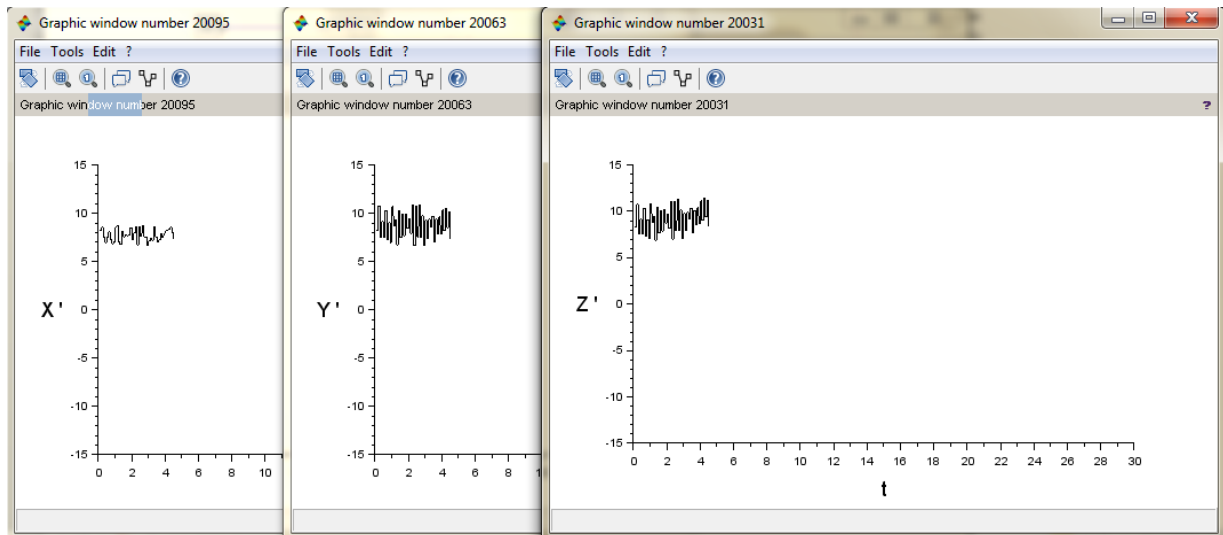 Graphic window number 20095
File Tools Edit ?
Graphic window number 20095
15
10
5
X ' 0
-5
-10
-15
0 2 4 6 8 10
Graphic window number 20063
File Tools Edit ?
Graphic window number 20063
15
10
5
Y ' 0
-5
-10
-15
0 2 4 6 8 1
Graphic window number 20031
File Tools Edit ?
Graphic window number 20031 ?
15
10
5
Z ' 0
-5
-10
-15
0 2 4 6 8 10 12 14 16 18 20 22 24 26 28 30
t